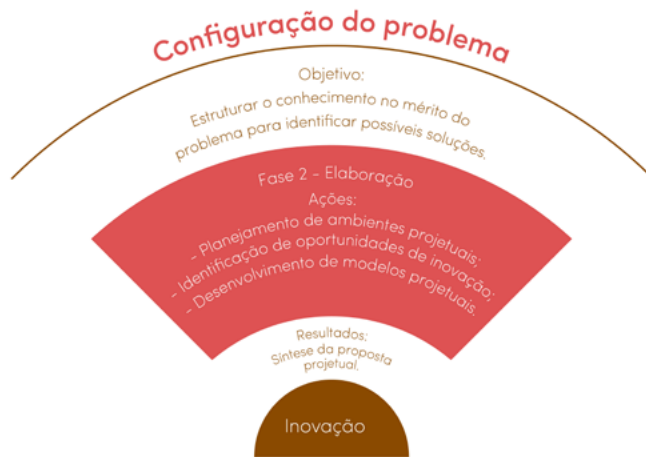 Configuração do problema
Objetivo:
Estruturar o conhecimento no mérito do
problema para identificar possíveis soluções.
Fase 2 - Elaboração
Ações:
- Planejamento de ambientes projetuais;
- Identificação de oportunidades de inovação;
- Desenvolvimento de modelos projetuais.
Resultados:
Síntese da proposta
projetual.
Inovação